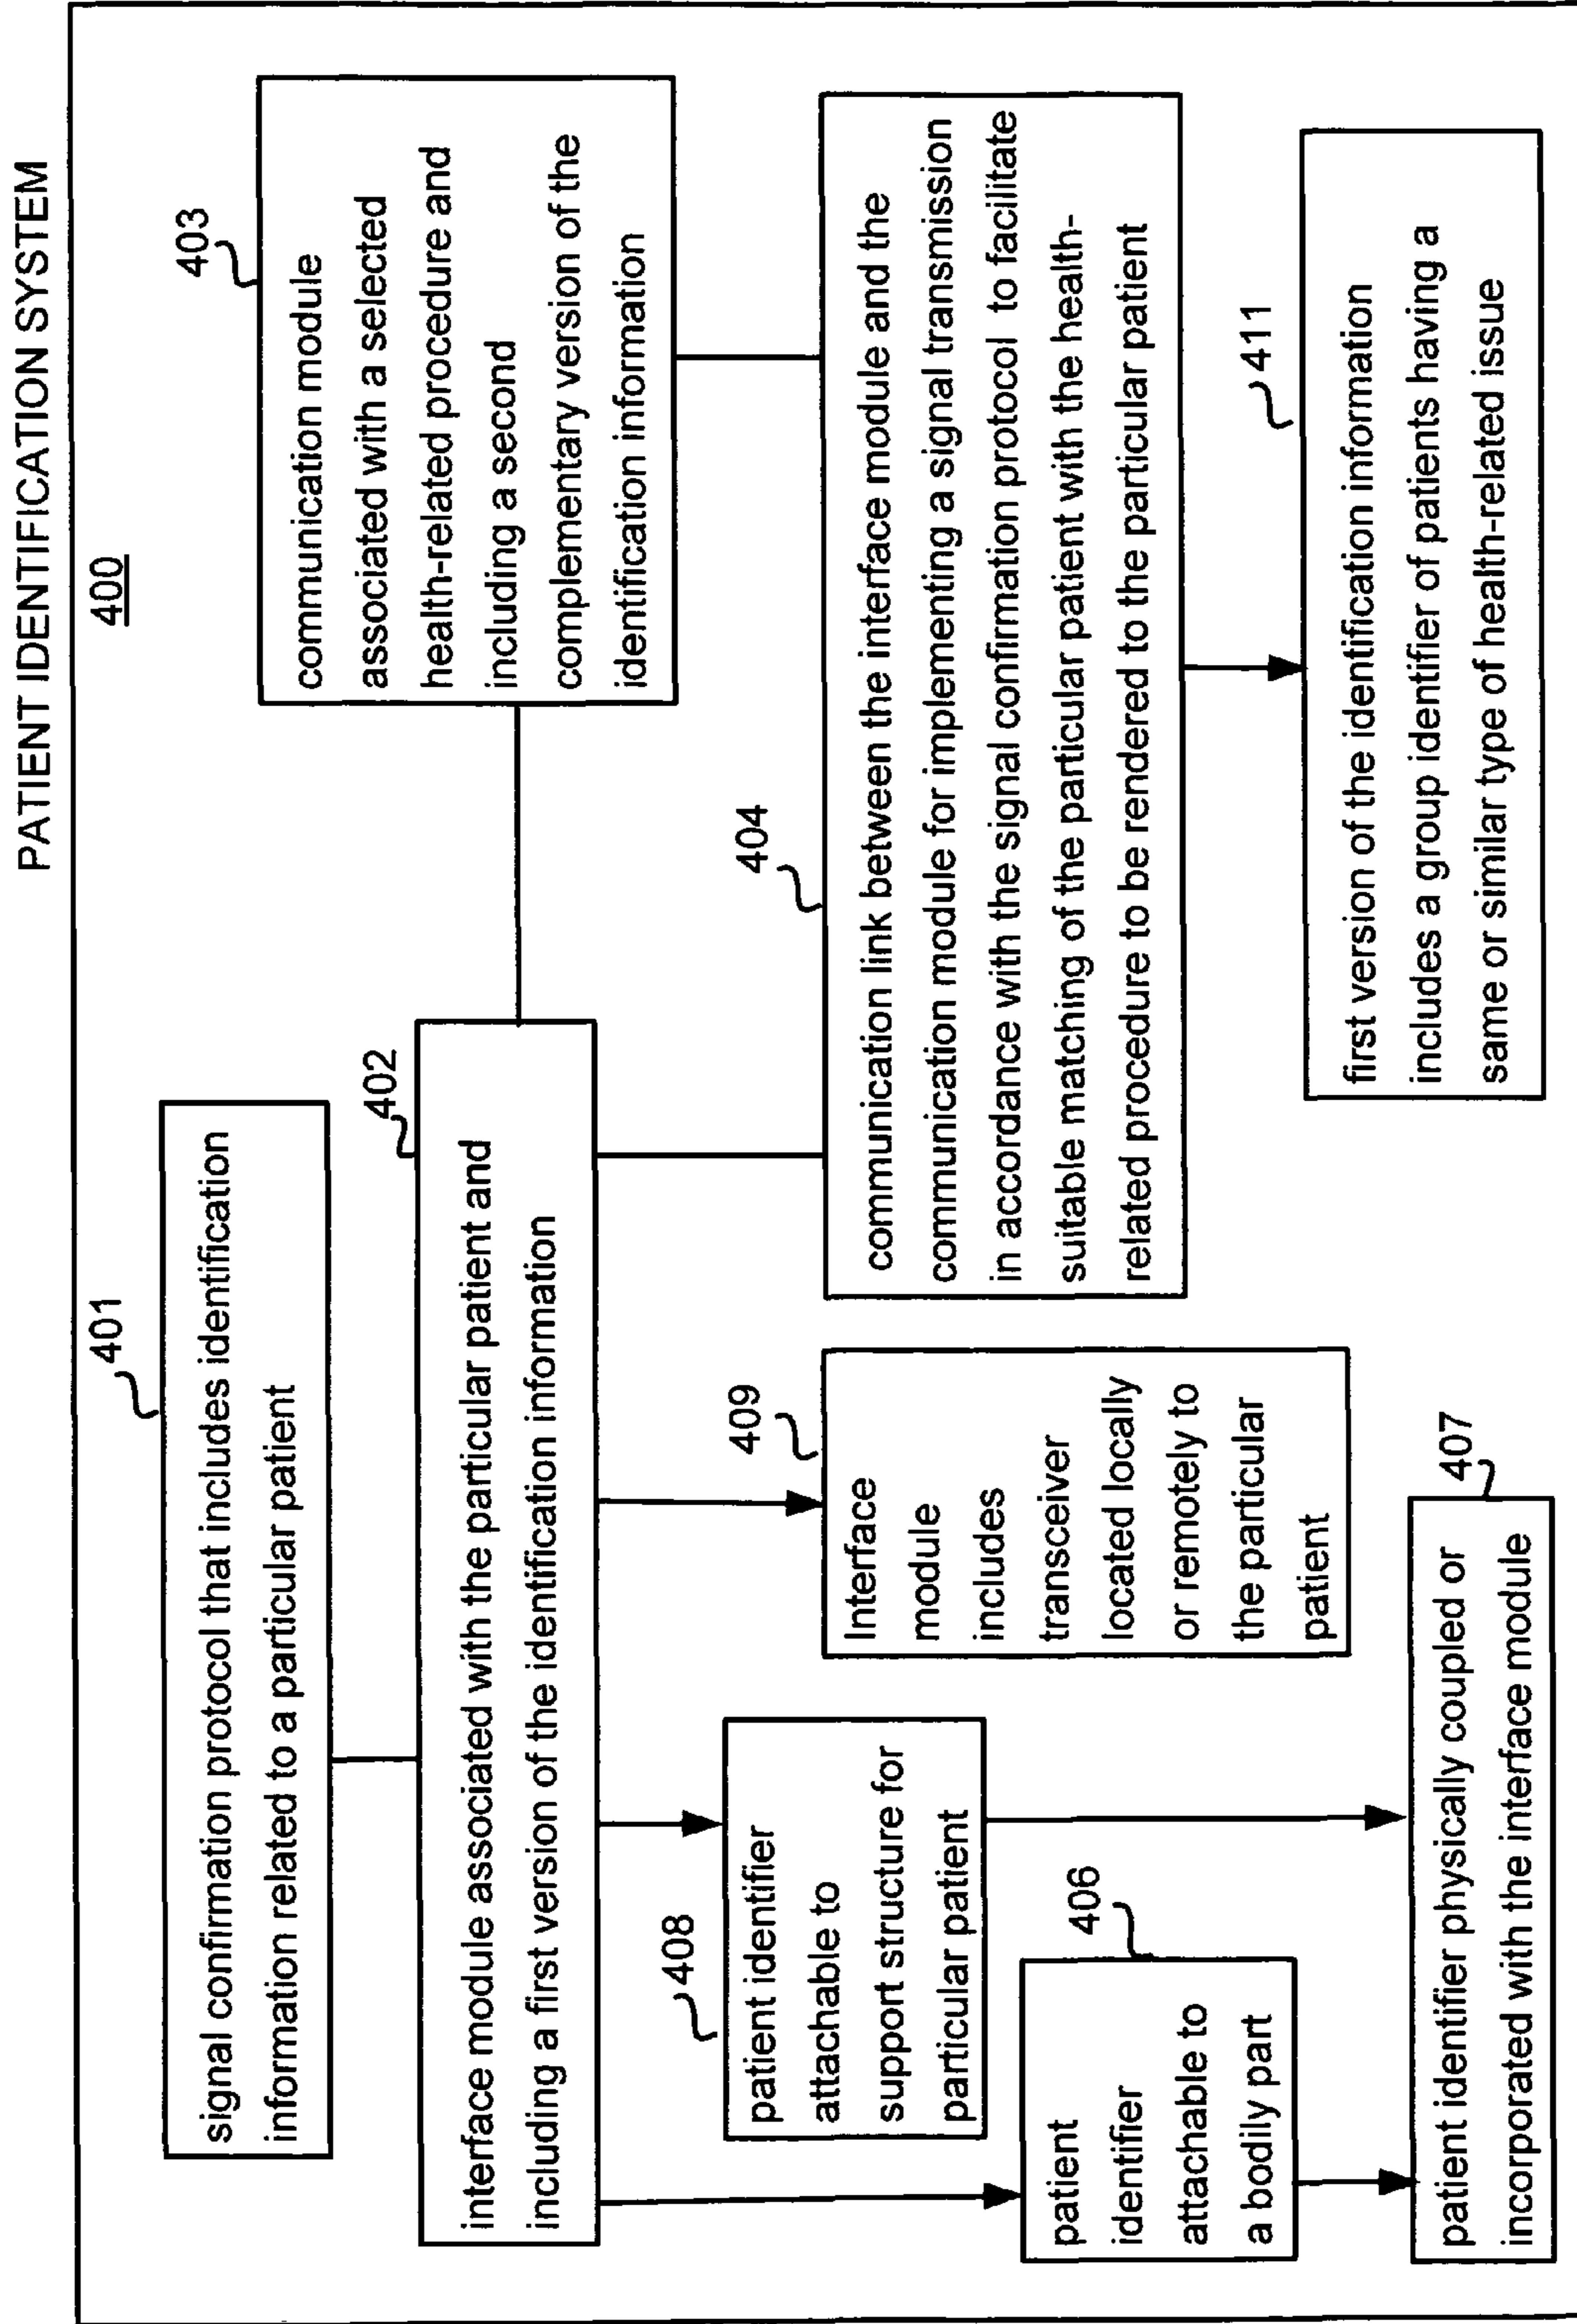 PATIENT IDENTIFICATION SYSTEM
400
401
signal confirmation protocol that includes identification
information related to a particular patient
402
interface module associated with the particular patient and
including a first version of the identification information
403
communication module
associated with a selected
health-related procedure and
including a second
complementary version of the
identification information
408
patient identifier
attachable to
support structure for
particular patient
409
Interface
module
includes
transceiver
located locally
or remotely to
the particular
patient
404
communication link between the interface module and the
communication module for implementing a signal transmission
in accordance with the signal confirmation protocol to facilitate
suitable matching of the particular patient with the health-
related procedure to be rendered to the particular patient
406
patient
identifier
attachable to
a bodily part
407
patient identifier physically coupled or
incorporated with the interface module
411
first version of the identification information
includes a group identifier of patients having a
same or similar type of health-related issue